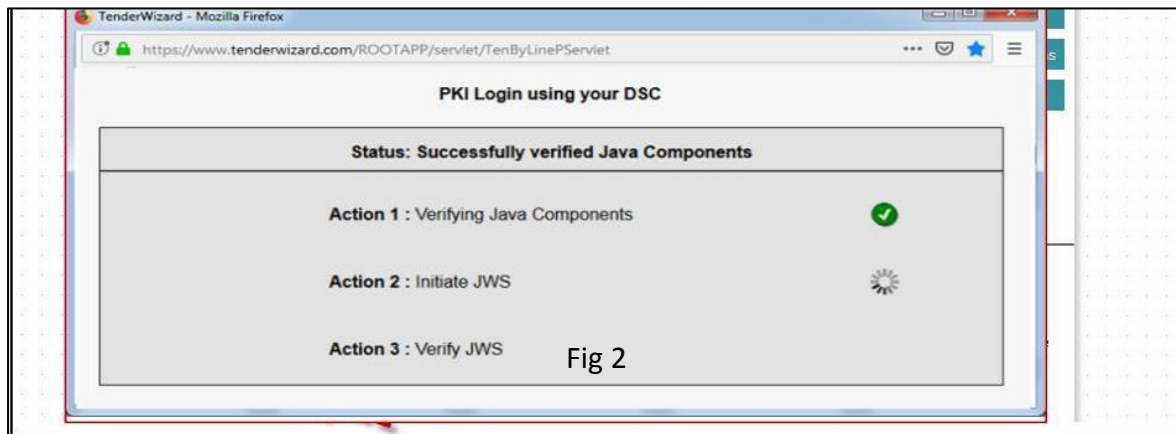 TenderWizard - Mozilla Firefox
https://www.tenderwizard.com/ROOTAPP/servlet/TenByLinePServlet
s
PKI Login using your DSC
Status: Successfully verified Java Components
Action 1 : Verifying Java Components
Action 2 : Initiate JWS
Action 3 : Verify JWS
Fig 2